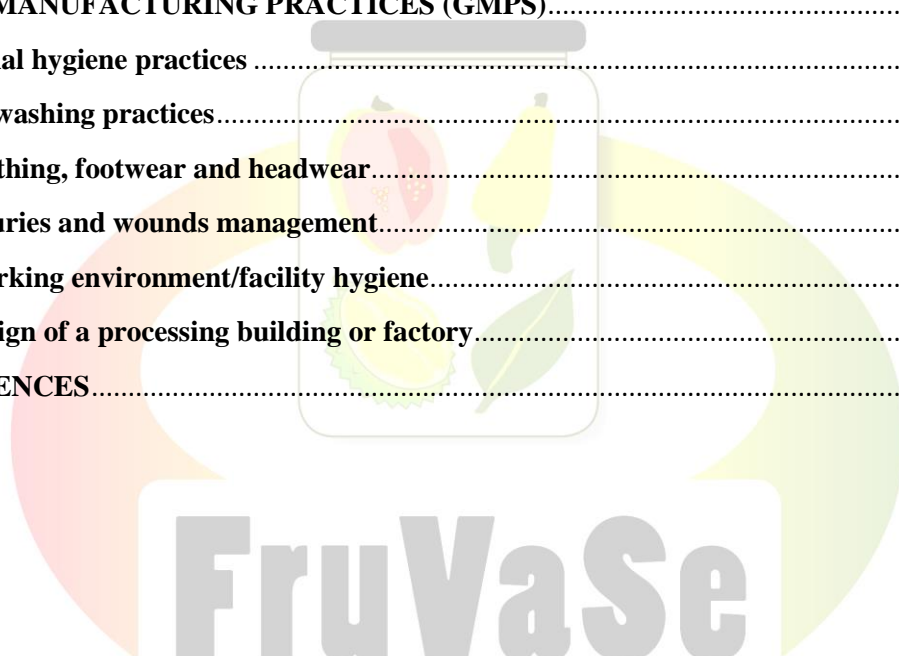 MANUFACTURING PRACTICES (GMPS)
al hygiene practices
washing practices
thing, footwear and headwear
uries and wounds management
rking environment/facility hygiene
ign of a processing building or factory
ENCES
FruVaSe